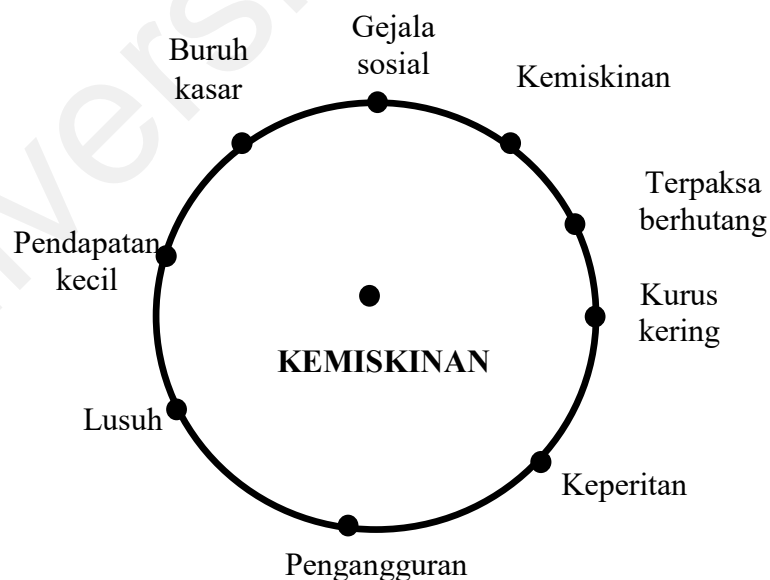 Gejala
sosial
Buruh
kasar
Kemiskinan
Terpaksa
berhutang
Pendapatan
kecil
Kurus
kering
KEMISKINAN
Lusuh
Keperitan
Pengangguran